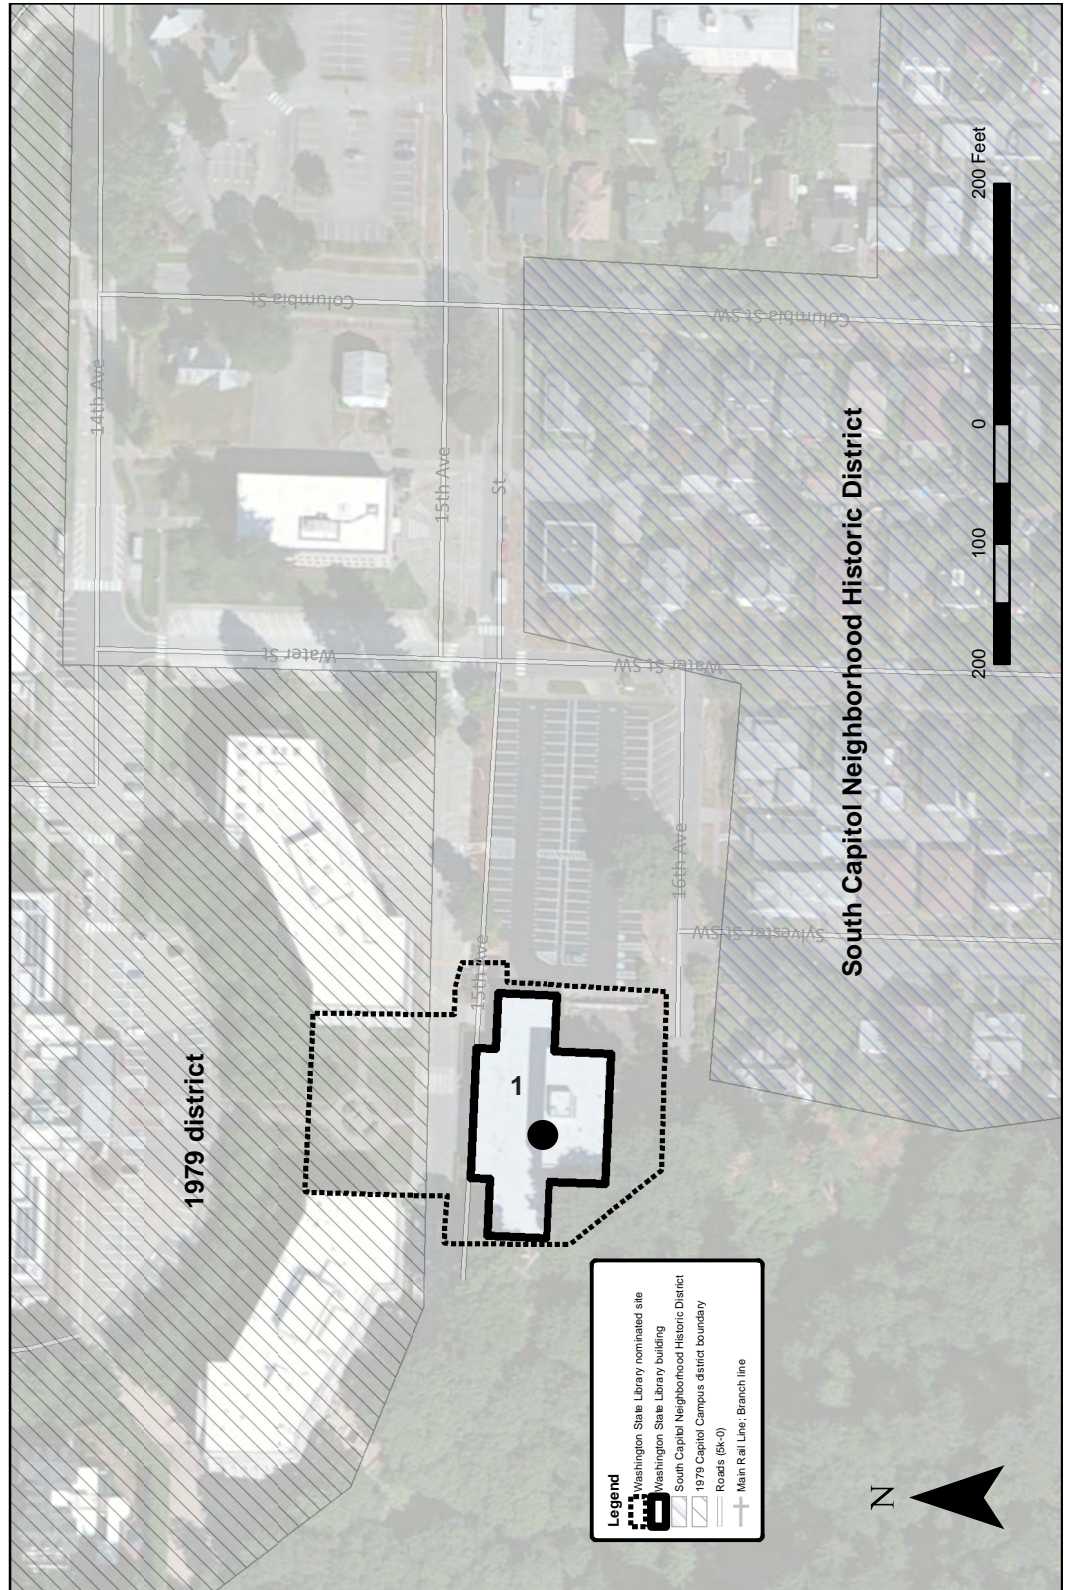 1979 district
14th Ave
Columbia St
Water St
15th Ave
St
15th Ave
1
Columbia St SW
Water St SW
16th Ave
Sylvester St SW
South Capitol Neighborhood Historic District
Legend
Washington State Library nominated site
Washington State Library building
South Capitol Neighborhood Historic District
1979 Capitol Campus district boundary
Roads (5k-0)
Main Rail Line; Branch line
N
200 100 0 200 Feet